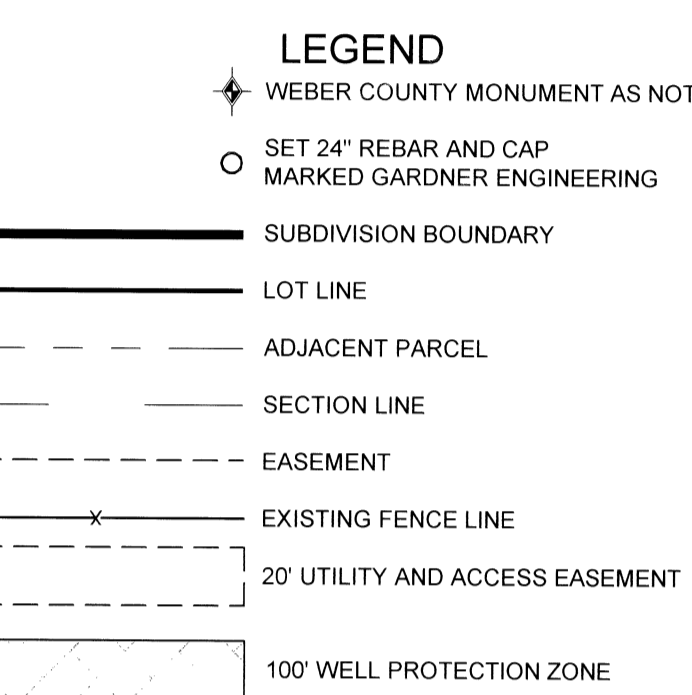 LEGEND
WEBER COUNTY MONUMENT AS NOT
SET 24" REBAR AND CAP
MARKED GARDNER ENGINEERING
SUBDIVISION BOUNDARY
LOT LINE
ADJACENT PARCEL
SECTION LINE
EASEMENT
X
EXISTING FENCE LINE
20' UTILITY AND ACCESS EASEMENT
100' WELL PROTECTION ZONE